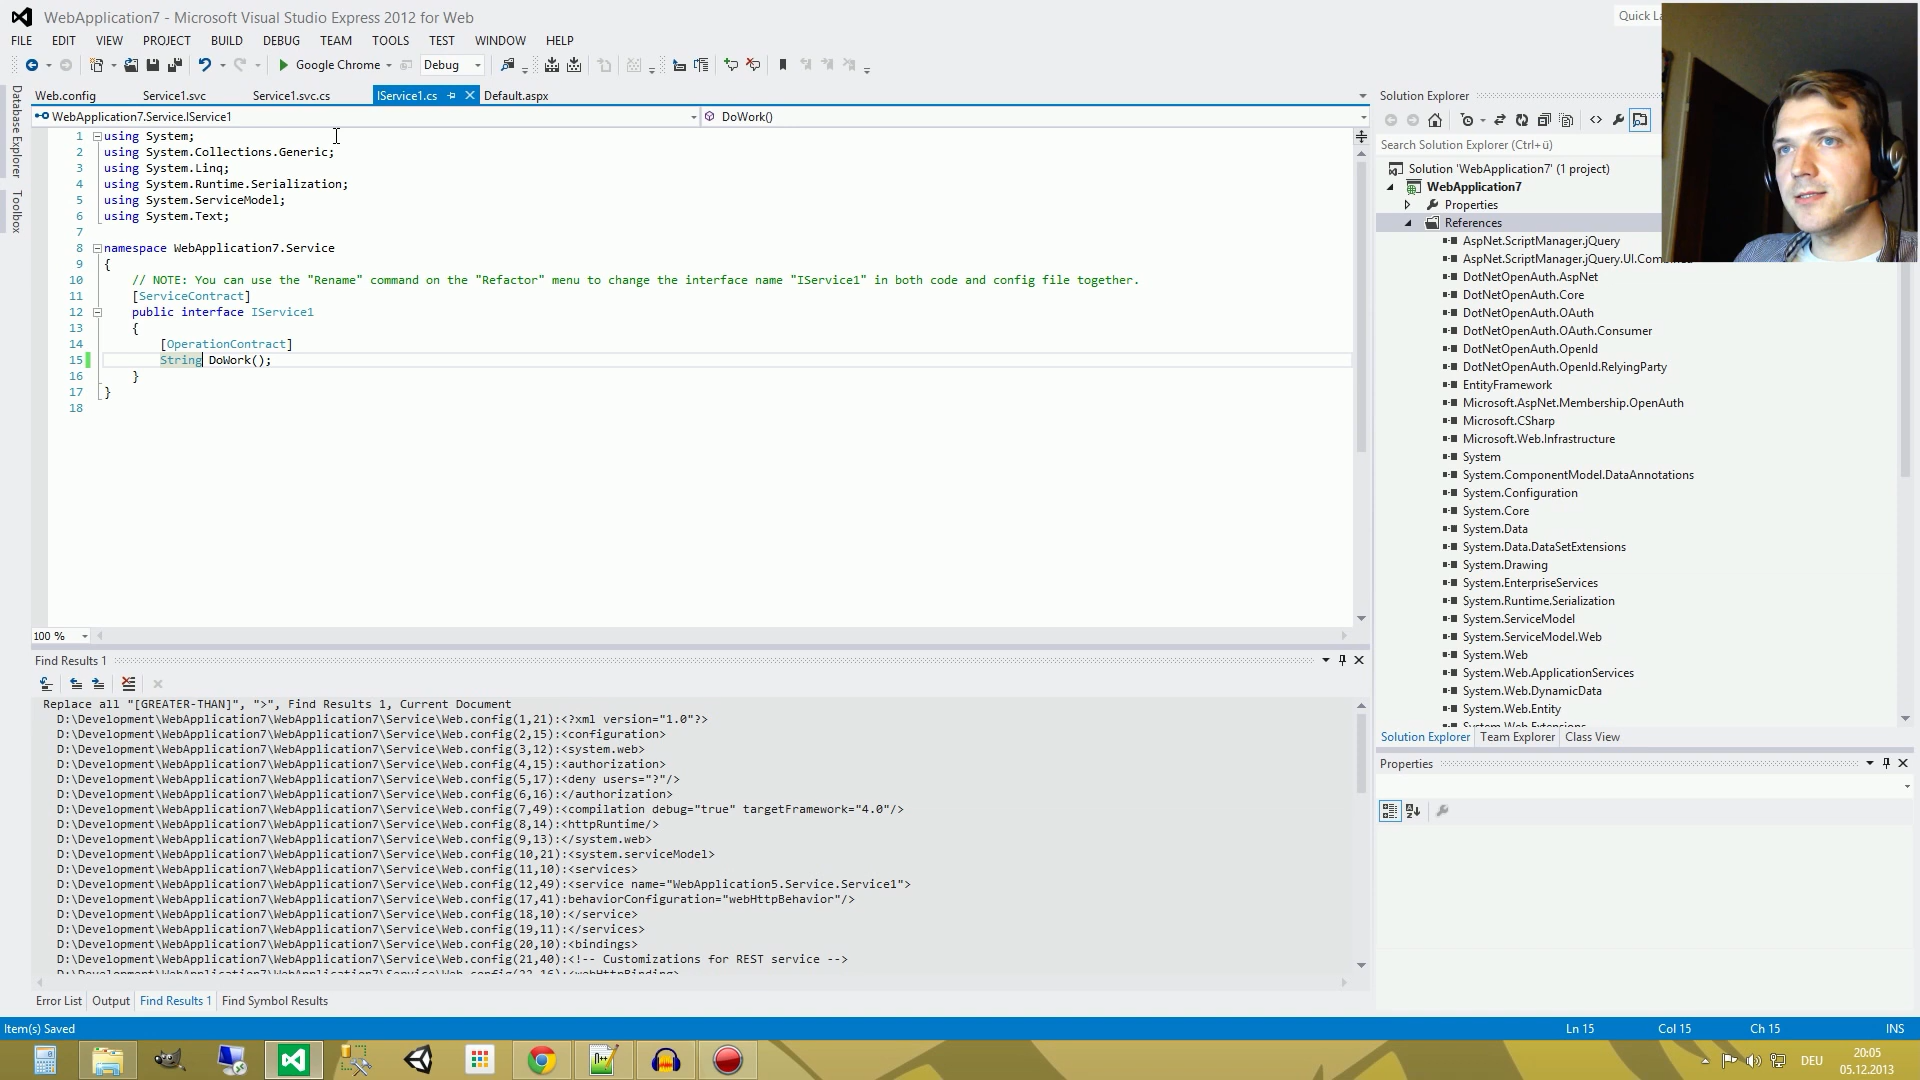 WebApplication7 - Microsoft Visual Studio Express 2012 for Web
Quick La
FILE EDIT VIEW PROJECT BUILD DEBUG TEAM TOOLS TEST WINDOW HELP
Google Chrome Debug
Web.config Service1.svc Service1.svc.cs IService1.cs Default.aspx
WebApplication7.Service.IService1 DoWork()
Database Explorer
Toolbox
1 using System;
2 using System.Collections.Generic;
3 using System.Linq;
4 using System.Runtime.Serialization;
5 using System.ServiceModel;
6 using System.Text;
7
8 namespace WebApplication7.Service
9 {
10 // NOTE: You can use the "Rename" command on the "Refactor" menu to change the interface name "IService1" in both code and config file together.
11 [ServiceContract]
12 public interface IService1
13 {
14 [OperationContract]
15 String DoWork();
16 }
17 }
18
100 %
Find Results 1
Replace all "[GREATER-THAN]", ">", Find Results 1, Current Document
D:\Development\WebApplication7\WebApplication7\Service\Web.config(1,21):<?xml version="1.0"?>
D:\Development\WebApplication7\WebApplication7\Service\Web.config(2,15):<configuration>
D:\Development\WebApplication7\WebApplication7\Service\Web.config(3,12):<system.web>
D:\Development\WebApplication7\WebApplication7\Service\Web.config(4,15):<authorization>
D:\Development\WebApplication7\WebApplication7\Service\Web.config(5,17):<deny users="?"/>
D:\Development\WebApplication7\WebApplication7\Service\Web.config(6,16):</authorization>
D:\Development\WebApplication7\WebApplication7\Service\Web.config(7,49):<compilation debug="true" targetFramework="4.0"/>
D:\Development\WebApplication7\WebApplication7\Service\Web.config(8,14):<httpRuntime/>
D:\Development\WebApplication7\WebApplication7\Service\Web.config(9,13):</system.web>
D:\Development\WebApplication7\WebApplication7\Service\Web.config(10,21):<system.serviceModel>
D:\Development\WebApplication7\WebApplication7\Service\Web.config(11,10):<services>
D:\Development\WebApplication7\WebApplication7\Service\Web.config(12,49):<service name="WebApplication5.Service.Service1">
D:\Development\WebApplication7\WebApplication7\Service\Web.config(17,41):behaviorConfiguration="webHttpBehavior"/>
D:\Development\WebApplication7\WebApplication7\Service\Web.config(18,10):</service>
D:\Development\WebApplication7\WebApplication7\Service\Web.config(19,11):</services>
D:\Development\WebApplication7\WebApplication7\Service\Web.config(20,10):<bindings>
D:\Development\WebApplication7\WebApplication7\Service\Web.config(21,40):<!-- Customizations for REST service -->
D:\Development\WebApplication7\WebApplication7\Service\Web.config(22,16):<webHttpBinding>
Error List Output Find Results 1 Find Symbol Results
Solution Explorer
Search Solution Explorer (Ctrl+ü)
Solution 'WebApplication7' (1 project)
WebApplication7
Properties
References
AspNet.ScriptManager.jQuery
AspNet.ScriptManager.jQuery.UI.Combined
DotNetOpenAuth.AspNet
DotNetOpenAuth.Core
DotNetOpenAuth.OAuth
DotNetOpenAuth.OAuth.Consumer
DotNetOpenAuth.OpenId
DotNetOpenAuth.OpenId.RelyingParty
EntityFramework
Microsoft.AspNet.Membership.OpenAuth
Microsoft.CSharp
Microsoft.Web.Infrastructure
System
System.ComponentModel.DataAnnotations
System.Configuration
System.Core
System.Data
System.Data.DataSetExtensions
System.Drawing
System.EnterpriseServices
System.Runtime.Serialization
System.ServiceModel
System.ServiceModel.Web
System.Web
System.Web.ApplicationServices
System.Web.DynamicData
System.Web.Entity
System.Web.Extensions
Solution Explorer Team Explorer Class View
Properties
Item(s) Saved Ln 15 Col 15 Ch 15 INS
DEU
20:05
05.12.2013